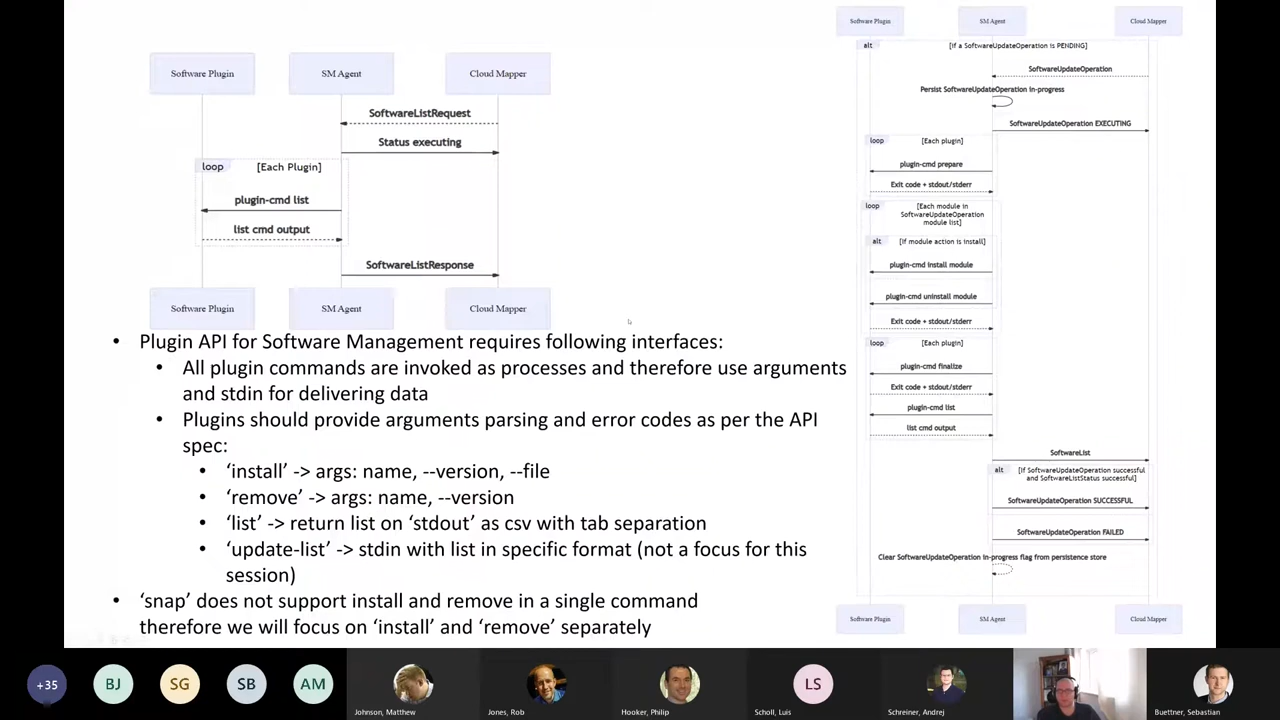 Software Plugin
SM Agent
Cloud Mapper
SoftwareListRequest
Status executing
loop
[Each Plugin]
plugin-cmd list
list cmd output
SoftwareListResponse
Software Plugin
SM Agent
Cloud Mapper
• Plugin API for Software Management requires following interfaces:
• All plugin commands are invoked as processes and therefore use arguments
and stdin for delivering data
• Plugins should provide arguments parsing and error codes as per the API
spec:
• ‘install’ -> args: name, --version, --file
• ‘remove’ -> args: name, --version
• ‘list’ -> return list on ‘stdout’ as csv with tab separation
• ‘update-list’ -> stdin with list in specific format (not a focus for this
session)
• ‘snap’ does not support install and remove in a single command
therefore we will focus on ‘install’ and ‘remove’ separately
Software Plugin
SM Agent
Cloud Mapper
alt
[if a SoftwareUpdateOperation is PENDING]
SoftwareUpdateOperation
Persist SoftwareUpdateOperation in-progress
SoftwareUpdateOperation EXECUTING
loop
[Each plugin]
plugin-cmd prepare
Exit code + stdout/stderr
loop
[Each module in
SoftwareUpdateOperation
module list]
alt
[If module action is install]
plugin-cmd install module
plugin-cmd uninstall module
Exit code + stdout/stderr
loop
[Each plugin]
plugin-cmd finalize
Exit code + stdout/stderr
plugin-cmd list
list cmd output
SoftwareList
alt
[If SoftwareUpdateOperation successful
and SoftwareListStatus successful]
SoftwareUpdateOperation SUCCESSFUL
SoftwareUpdateOperation FAILED
Clear SoftwareUpdateOperation in-progress flag from persistence store
Software Plugin
SM Agent
Cloud Mapper
+35
BJ
SG
SB
AM
LS
Johnson, Matthew
Jones, Rob
Hooker, Philip
Scholl, Luis
Schreiner, Andrej
Buettner, Sebastian